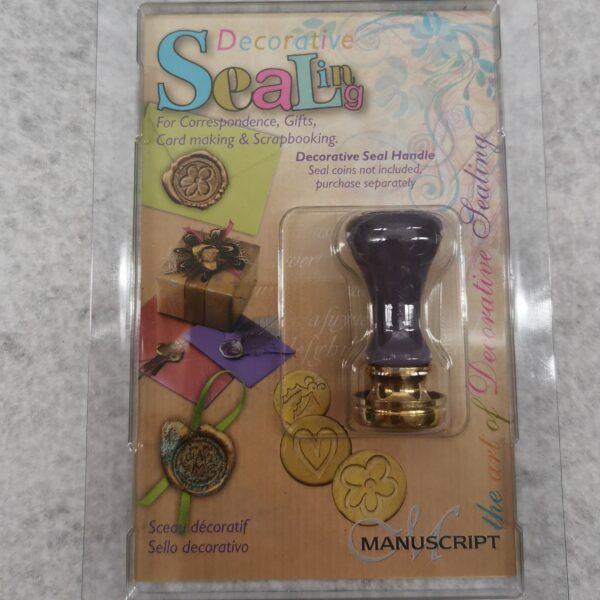 Decorative
SeaLing
For Correspondence, Gifts,
Card making & Scrapbooking.
Decorative Seal Handle
Seal coins not included,
purchase separately
the art of Decorative Sealing
Sceau décoratif
Sello decorativo
M
MANUSCRIPT